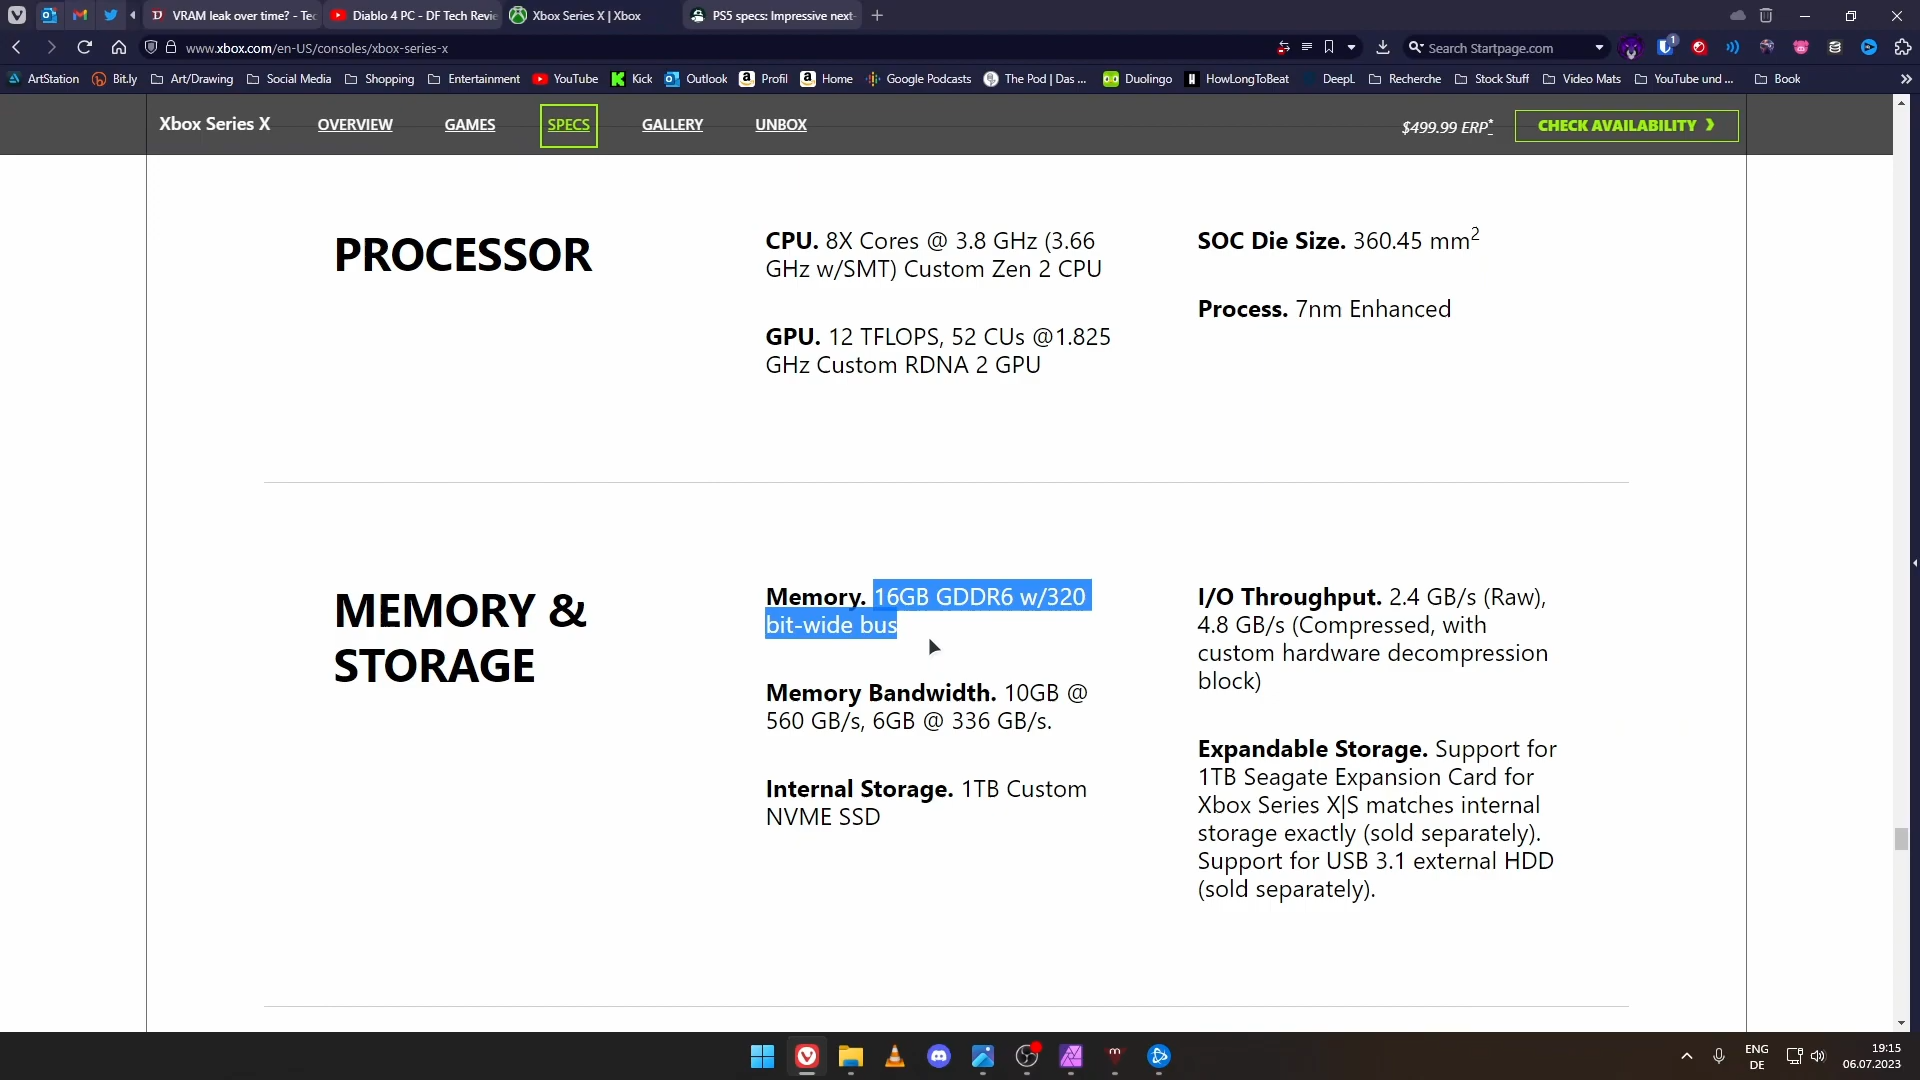 VRAM leak over time? - Tec
Diablo 4 PC - DF Tech Revie
Xbox Series X | Xbox
PS5 specs: Impressive next-
www.xbox.com/en-US/consoles/xbox-series-x
Search Startpage.com
1
ArtStation
Bit.ly
Art/Drawing
Social Media
Shopping
Entertainment
YouTube
Kick
Outlook
Profil
Home
Google Podcasts
The Pod | Das ...
Duolingo
HowLongToBeat
DeepL
Recherche
Stock Stuff
Video Mats
YouTube und ...
Book
Xbox Series X
OVERVIEW
GAMES
SPECS
GALLERY
UNBOX
$499.99 ERP*
CHECK AVAILABILITY
PROCESSOR
CPU. 8X Cores @ 3.8 GHz (3.66
GHz w/SMT) Custom Zen 2 CPU
GPU. 12 TFLOPS, 52 CUs @1.825
GHz Custom RDNA 2 GPU
SOC Die Size. 360.45 mm²
Process. 7nm Enhanced
MEMORY &
STORAGE
Memory. 16GB GDDR6 w/320
bit-wide bus
Memory Bandwidth. 10GB @
560 GB/s, 6GB @ 336 GB/s.
Internal Storage. 1TB Custom
NVME SSD
I/O Throughput. 2.4 GB/s (Raw),
4.8 GB/s (Compressed, with
custom hardware decompression
block)
Expandable Storage. Support for
1TB Seagate Expansion Card for
Xbox Series X|S matches internal
storage exactly (sold separately).
Support for USB 3.1 external HDD
(sold separately).
ENG
DE
19:15
06.07.2023